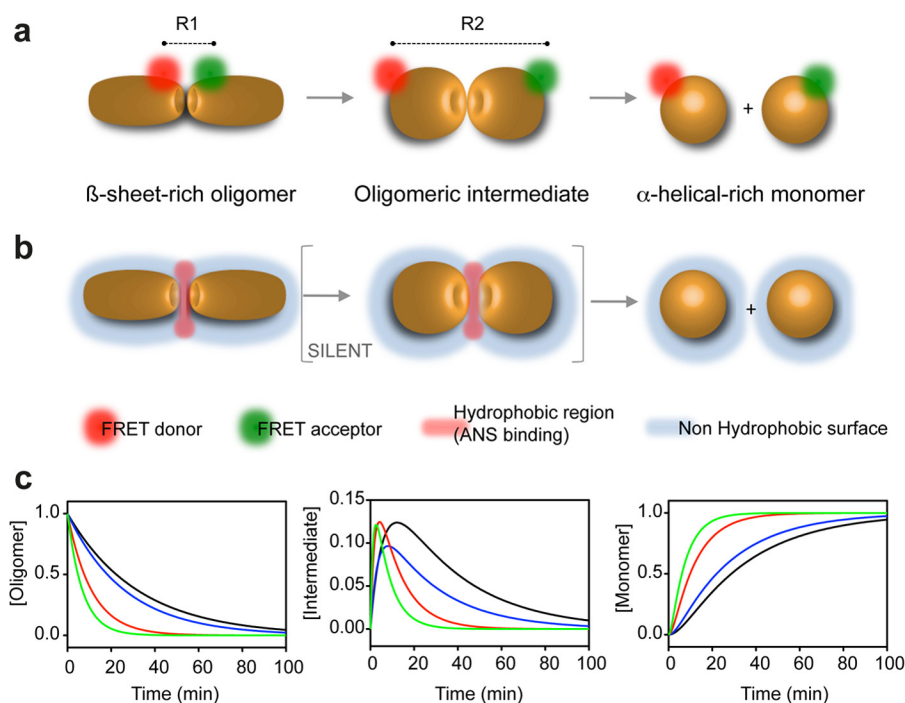 a
R1
R2
+
ß-sheet-rich oligomer
Oligomeric intermediate
α-helical-rich monomer
b
SILENT
+
FRET donor
FRET acceptor
Hydrophobic region
(ANS binding)
Non Hydrophobic surface
c
[Oligomer]
1.0
0.5
0.0
0 20 40 60 80 100
Time (min)
[Intermediate]
0.15
0.10
0.05
0.00
0 20 40 60 80 100
Time (min)
[Monomer]
1.0
0.5
0.0
0 20 40 60 80 100
Time (min)